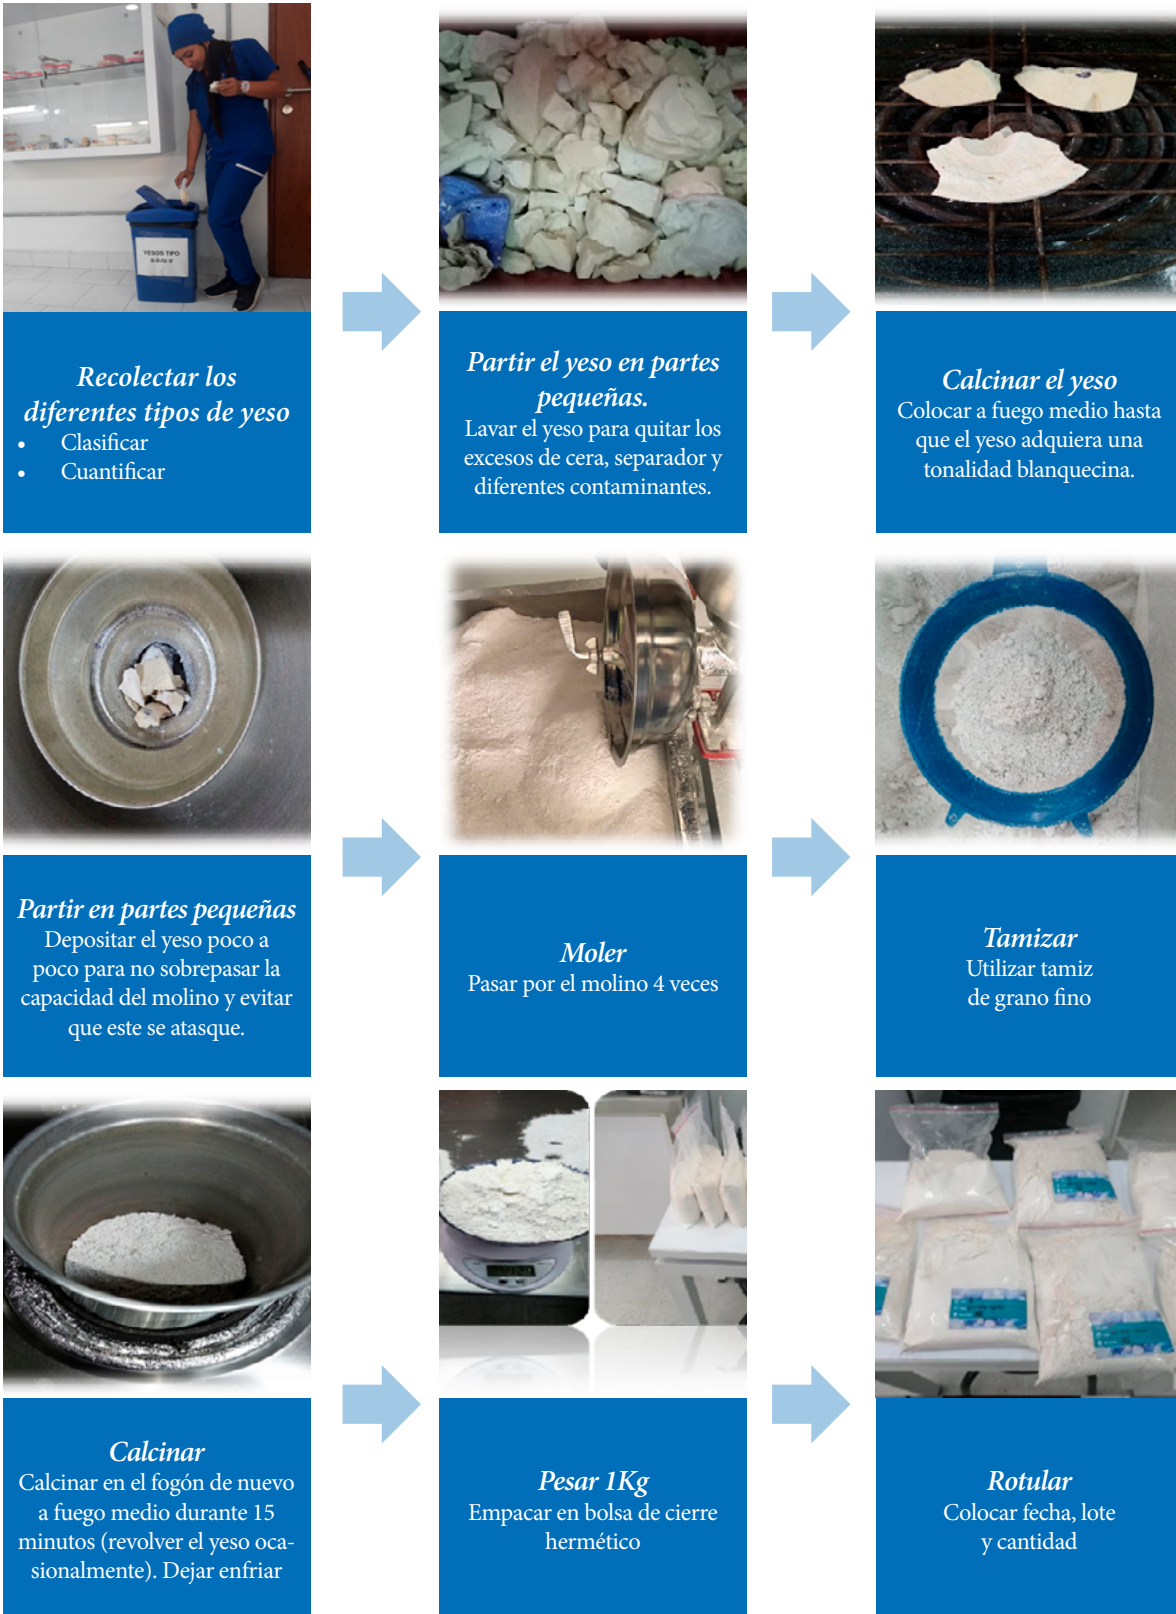 YESOS TIPO
Recolectar los
diferentes tipos de yeso
• Clasificar
• Cuantificar
Partir el yeso en partes
pequeñas.
Lavar el yeso para quitar los
excesos de cera, separador y
diferentes contaminantes.
Calcinar el yeso
Colocar a fuego medio hasta
que el yeso adquiera una
tonalidad blanquecina.
Partir en partes pequeñas
Depositar el yeso poco a
poco para no sobrepasar la
capacidad del molino y evitar
que este se atasque.
Moler
Pasar por el molino 4 veces
Tamizar
Utilizar tamiz
de grano fino
Calcinar
Calcinar en el fogón de nuevo
a fuego medio durante 15
minutos (revolver el yeso oca-
sionalmente). Dejar enfriar
Pesar 1Kg
Empacar en bolsa de cierre
hermético
Rotular
Colocar fecha, lote
y cantidad